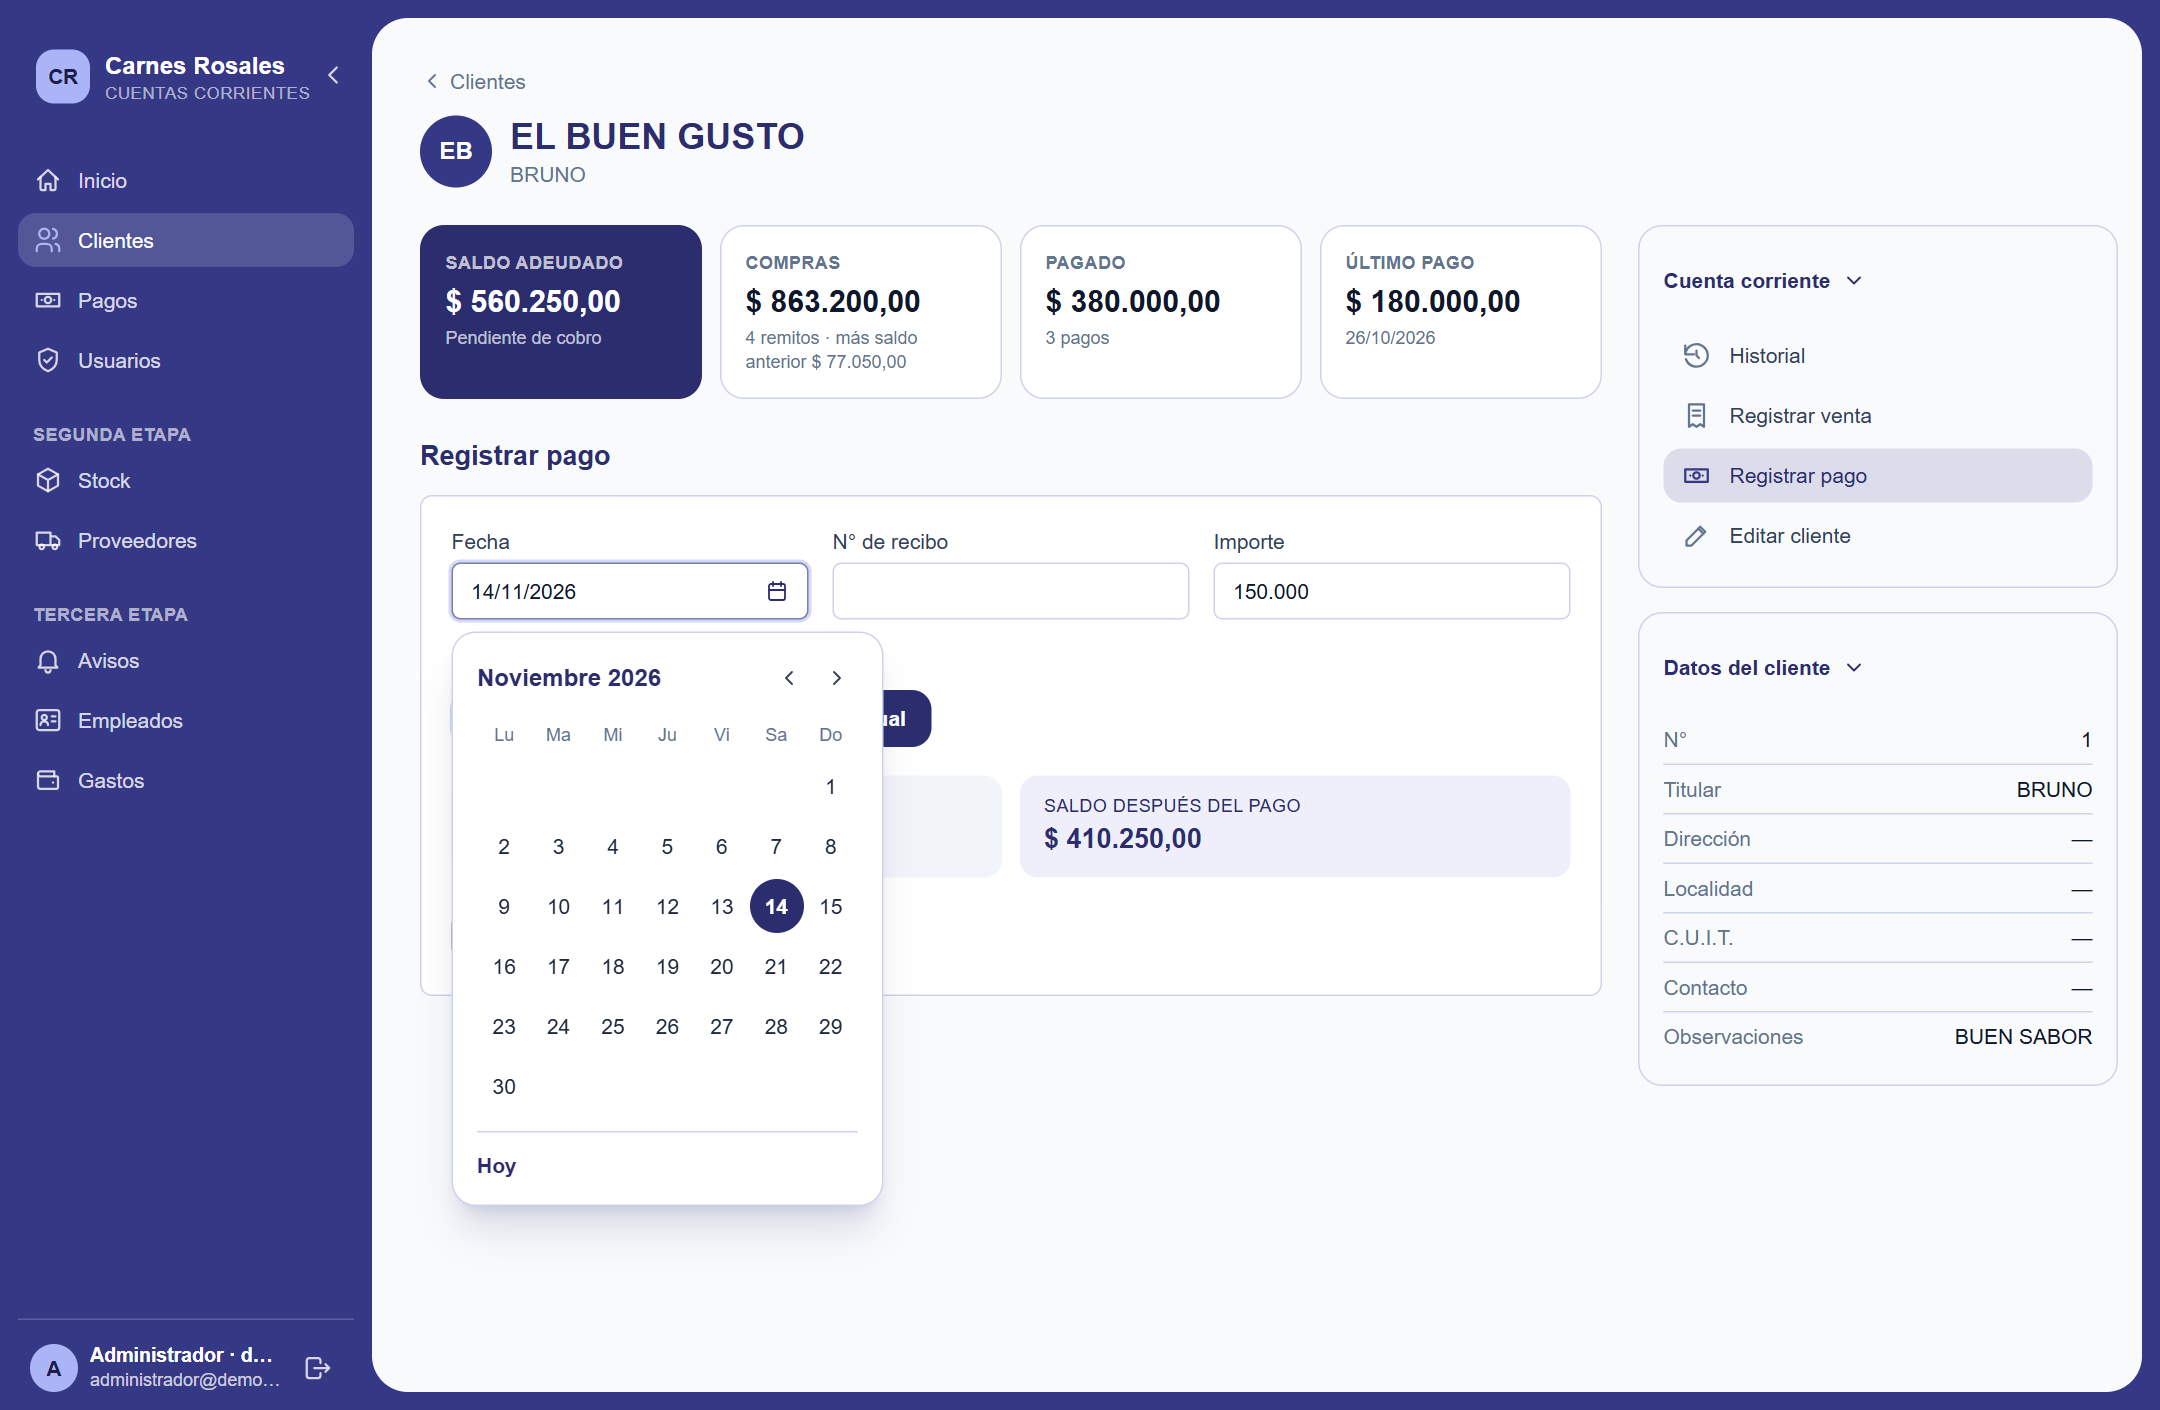 CR
Carnes Rosales
CUENTAS CORRIENTES
Inicio
Clientes
Pagos
Usuarios
SEGUNDA ETAPA
Stock
Proveedores
TERCERA ETAPA
Avisos
Empleados
Gastos
A
Administrador · d...
administrador@demo...
Clientes
EB
EL BUEN GUSTO
BRUNO
SALDO ADEUDADO
$ 560.250,00
Pendiente de cobro
COMPRAS
$ 863.200,00
4 remitos · más saldo
anterior $ 77.050,00
PAGADO
$ 380.000,00
3 pagos
ÚLTIMO PAGO
$ 180.000,00
26/10/2026
Registrar pago
Fecha
14/11/2026
N° de recibo
Importe
150.000
Noviembre 2026
Lu Ma Mi Ju Vi Sa Do
1
2 3 4 5 6 7 8
9 10 11 12 13 14 15
16 17 18 19 20 21 22
23 24 25 26 27 28 29
30
Hoy
SALDO DESPUÉS DEL PAGO
$ 410.250,00
Cuenta corriente
Historial
Registrar venta
Registrar pago
Editar cliente
Datos del cliente
N° 1
Titular BRUNO
Dirección —
Localidad —
C.U.I.T. —
Contacto —
Observaciones BUEN SABOR